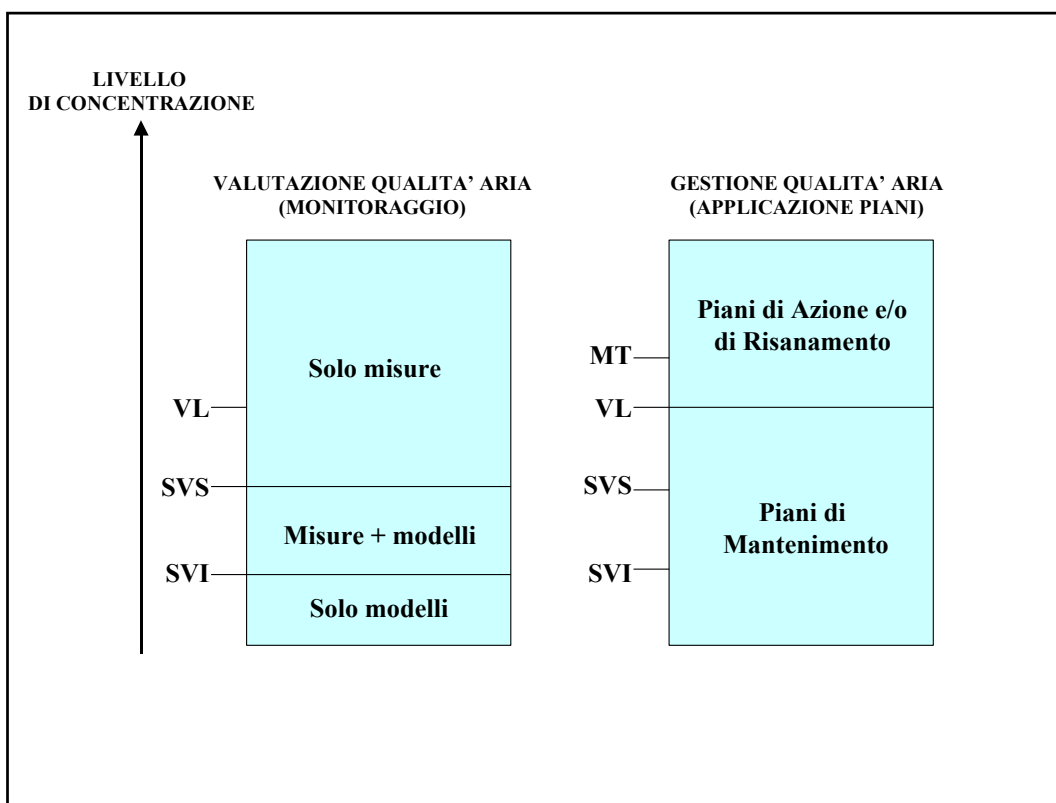 LIVELLO
DI CONCENTRAZIONE
VALUTAZIONE QUALITA’ ARIA
(MONITORAGGIO)
Solo misure
VL
SVS
Misure + modelli
SVI
Solo modelli
GESTIONE QUALITA’ ARIA
(APPLICAZIONE PIANI)
Piani di Azione e/o
di Risanamento
MT
VL
SVS
Piani di
Mantenimento
SVI